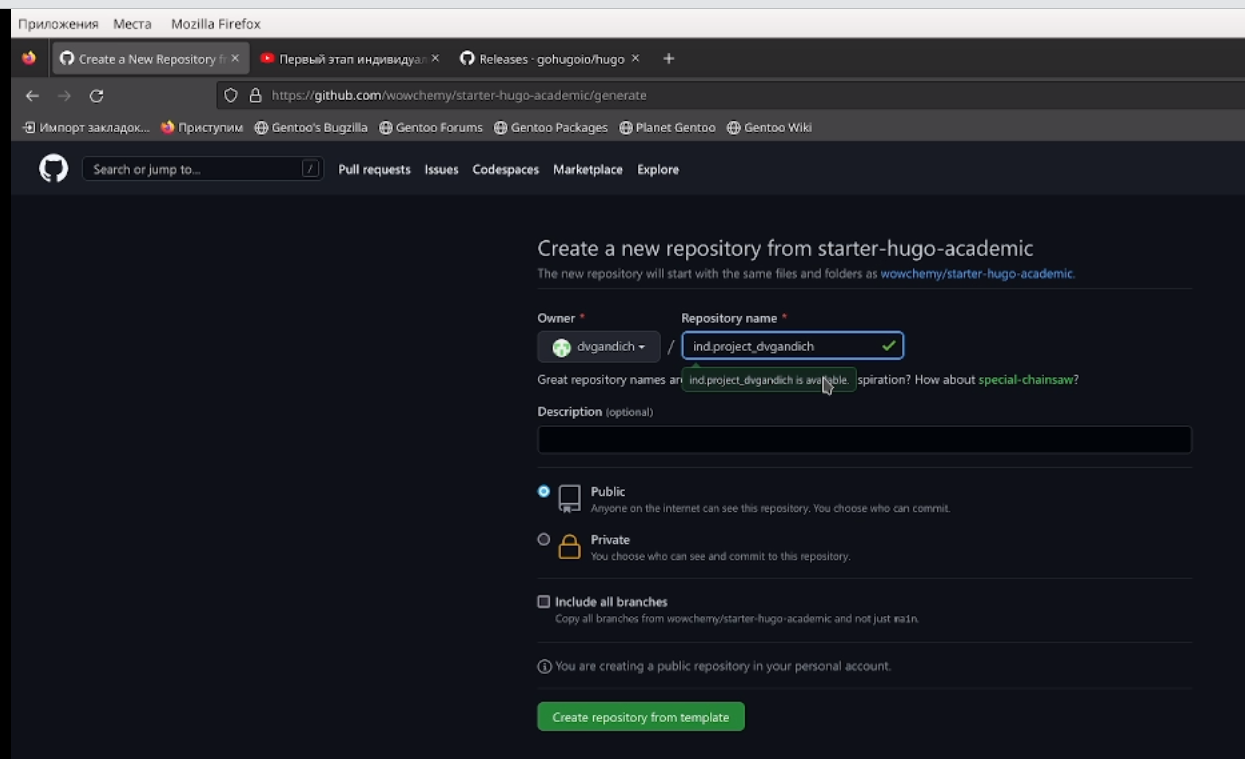 Приложения Места Mozilla Firefox
Create a New Repository fr × Первый этап индивидуал × Releases · gohugoio/hugo × +
https://github.com/wowchemy/starter-hugo-academic/generate
Импорт закладок... Приступим Gentoo's Bugzilla Gentoo Forums Gentoo Packages Planet Gentoo Gentoo Wiki
Search or jump to... / Pull requests Issues Codespaces Marketplace Explore
Create a new repository from starter-hugo-academic
The new repository will start with the same files and folders as wowchemy/starter-hugo-academic.
Owner * Repository name *
dvgandich / ind.project_dvgandich
Great repository names are ind.project_dvgandich is available. spiration? How about special-chainsaw?
Description (optional)
Public
Anyone on the internet can see this repository. You choose who can commit.
Private
You choose who can see and commit to this repository.
Include all branches
Copy all branches from wowchemy/starter-hugo-academic and not just main.
You are creating a public repository in your personal account.
Create repository from template